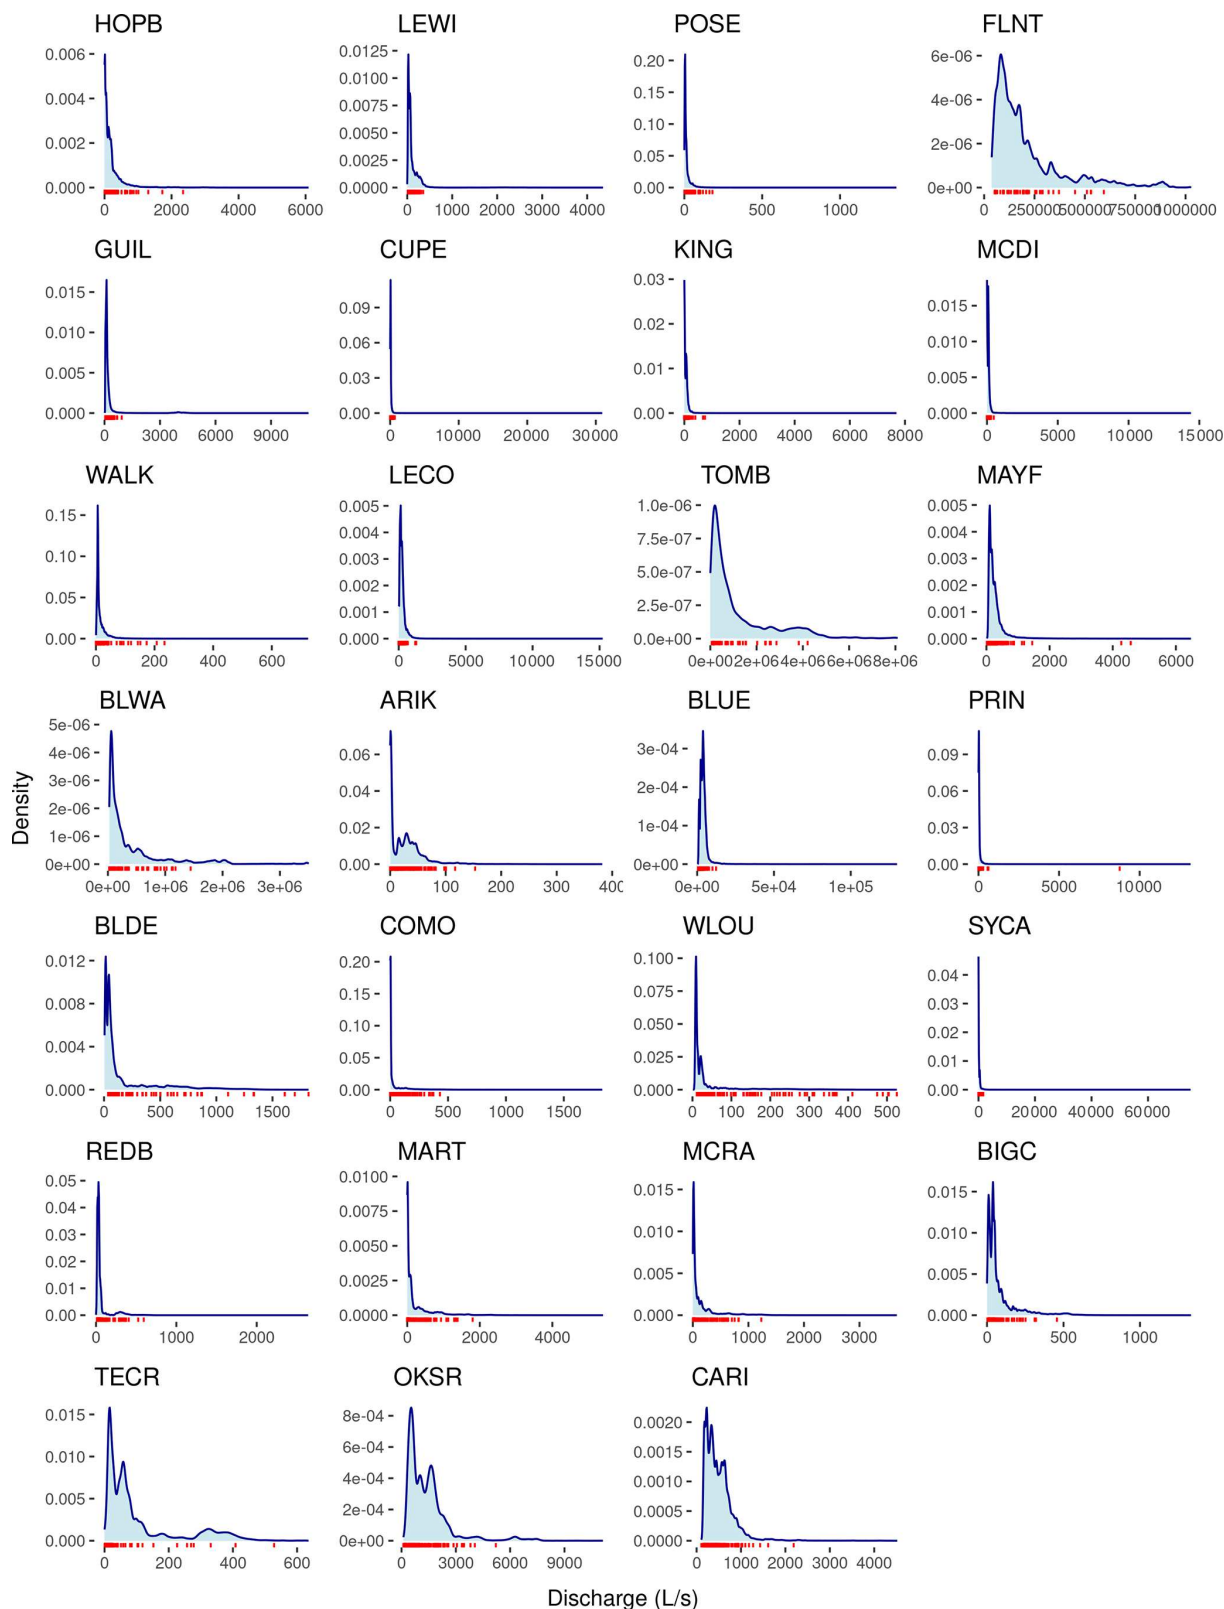 HOPB LEWI POSE FLNT
0.006 0.004 0.002 0.000
0 2000 4000 6000
0.0125 0.0100 0.0075 0.0050 0.0025 0.0000
0 1000 2000 3000 4000
0.20 0.15 0.10 0.05 0.00
0 500 1000
6e-06 4e-06 2e-06 0e+00
0 250000 500000 750000 1000000
GUIL CUPE KING MCDI
0.015 0.010 0.005 0.000
0 3000 6000 9000
0.09 0.06 0.03 0.00
0 10000 20000 30000
0.03 0.02 0.01 0.00
0 2000 4000 6000 8000
0.015 0.010 0.005 0.000
0 5000 10000 15000
WALK LECO TOMB MAYF
0.15 0.10 0.05 0.00
0 200 400 600
0.005 0.004 0.003 0.002 0.001 0.000
0 5000 10000 15000
1.0e-06 7.5e-07 5.0e-07 2.5e-07 0.0e+00
0e+00 2e+06 4e+06 6e+06 8e+06
0.005 0.004 0.003 0.002 0.001 0.000
0 2000 4000 6000
BLWA ARIK BLUE PRIN
5e-06 4e-06 3e-06 2e-06 1e-06 0e+00
0e+00 1e+06 2e+06 3e+06
0.06 0.04 0.02 0.00
0 100 200 300 400
3e-04 2e-04 1e-04 0e+00
0e+00 5e+04 1e+05
0.09 0.06 0.03 0.00
0 5000 10000
Density
BLDE COMO WLOU SYCA
0.012 0.008 0.004 0.000
0 500 1000 1500
0.20 0.15 0.10 0.05 0.00
0 500 1000 1500
0.100 0.075 0.050 0.025 0.000
0 100 200 300 400 500
0.04 0.03 0.02 0.01 0.00
0 20000 40000 60000
REDB MART MCRA BIGC
0.05 0.04 0.03 0.02 0.01 0.00
0 1000 2000
0.0100 0.0075 0.0050 0.0025 0.0000
0 2000 4000
0.015 0.010 0.005 0.000
0 1000 2000 3000
0.015 0.010 0.005 0.000
0 500 1000
TECR OKSR CARI
0.015 0.010 0.005 0.000
0 200 400 600
8e-04 6e-04 4e-04 2e-04 0e+00
0 3000 6000 9000
0.0020 0.0015 0.0010 0.0005 0.0000
0 1000 2000 3000 4000
Discharge (L/s)